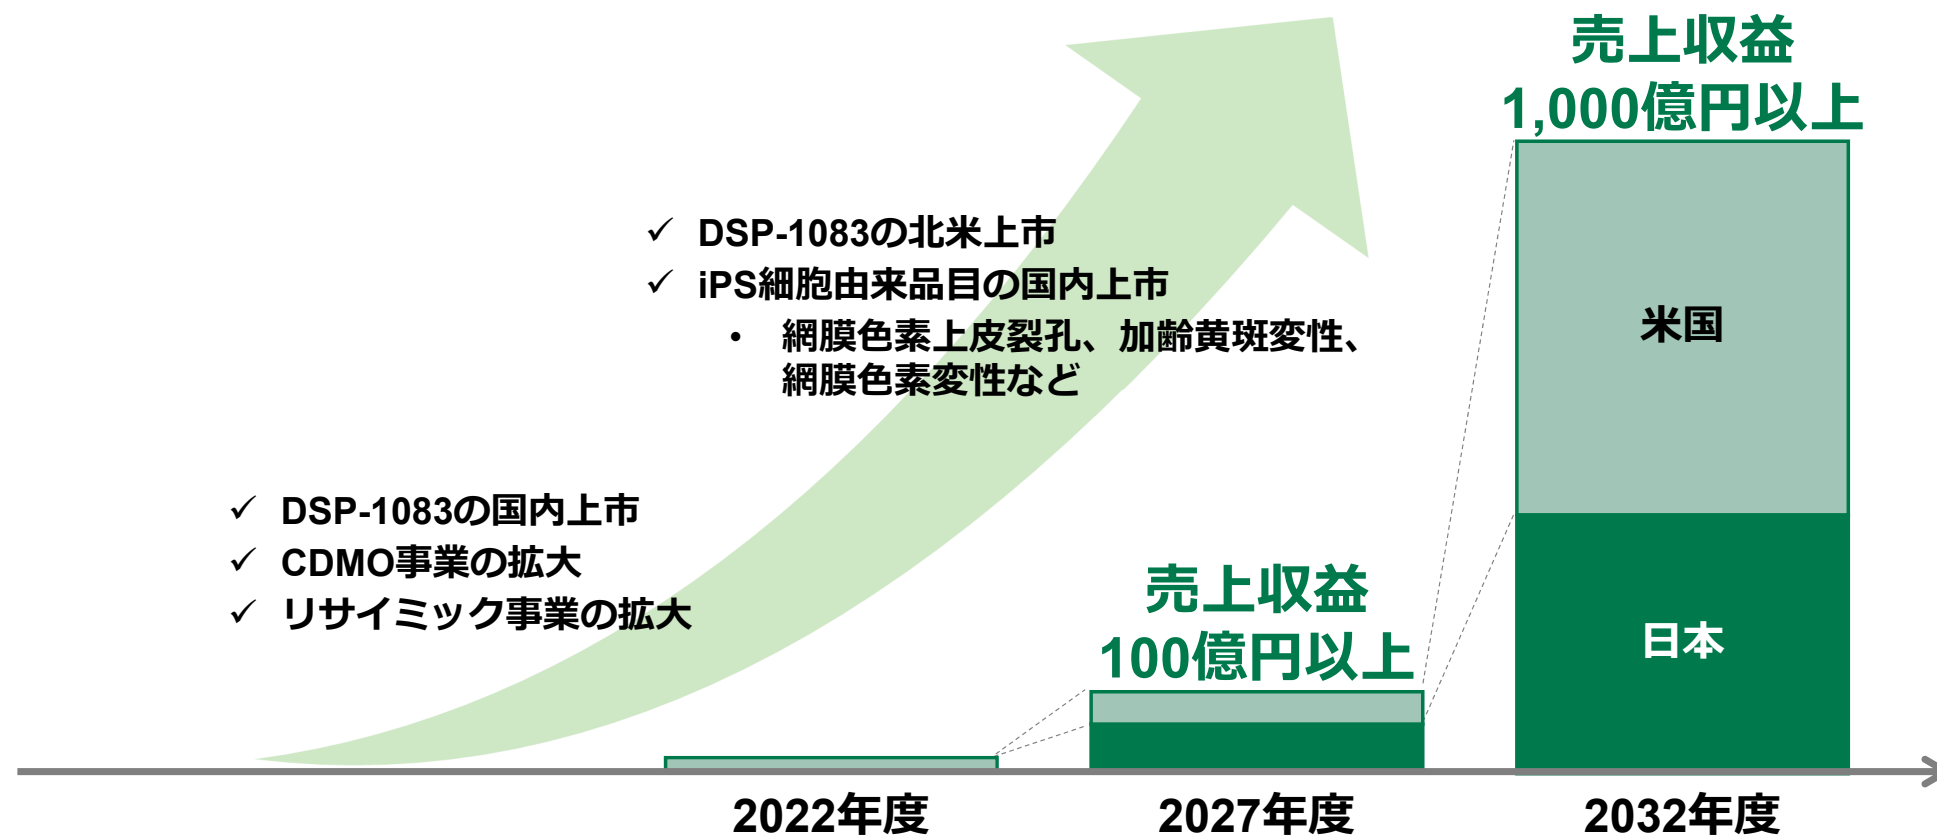 売上収益
1,000億円以上
✓ DSP-1083の北米上市
✓ iPS細胞由来品目の国内上市
• 網膜色素上皮裂孔、加齢黄斑変性、
網膜色素変性など
米国
✓ DSP-1083の国内上市
✓ CDMO事業の拡大
✓ リサイミック事業の拡大
売上収益
100億円以上
日本
2022年度
2027年度
2032年度